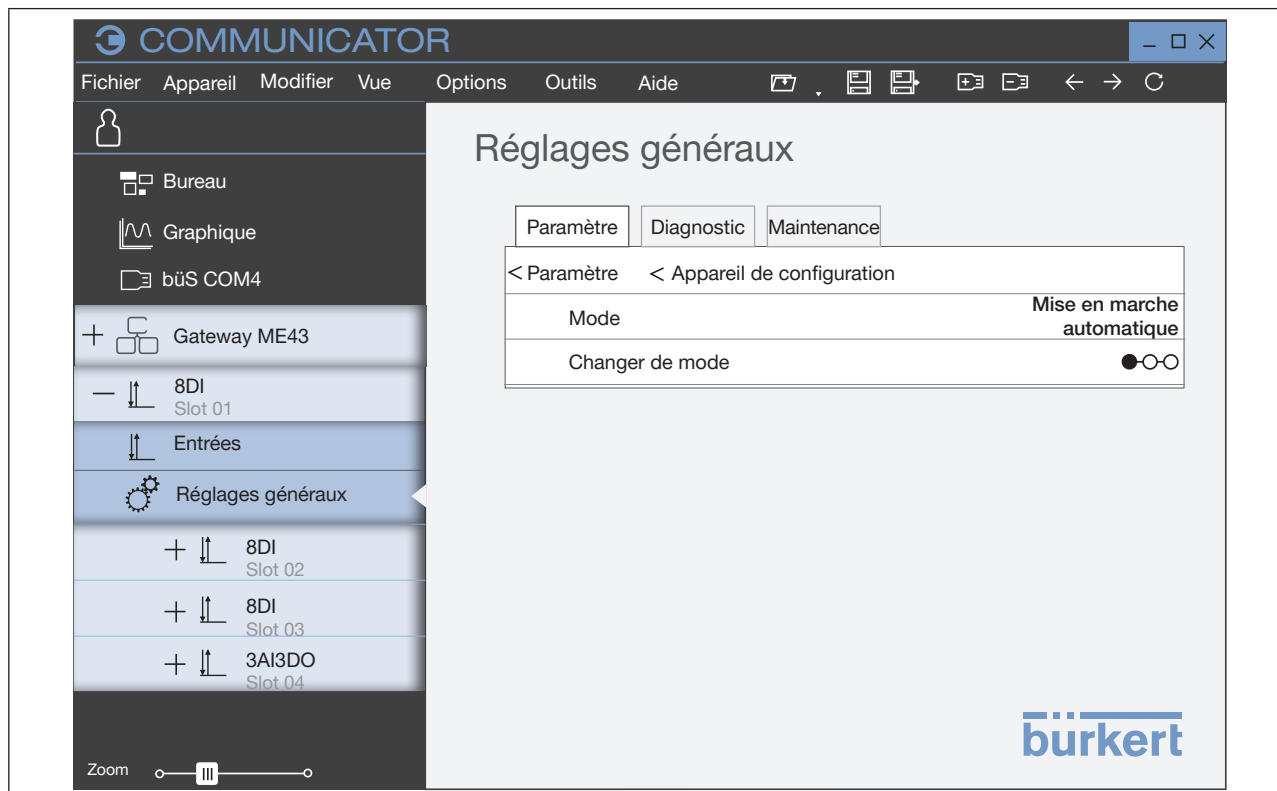 COMMUNICATOR
Fichier Appareil Modifier Vue Options Outils Aide
Bureau
Graphique
büS COM4
Gateway ME43
8DI
Slot 01
Entrées
Réglages généraux
8DI
Slot 02
8DI
Slot 03
3AI3DO
Slot 04
Zoom
Réglages généraux
Paramètre Diagnostic Maintenance
< Paramètre < Appareil de configuration
Mode Mise en marche
automatique
Changer de mode
bürkert